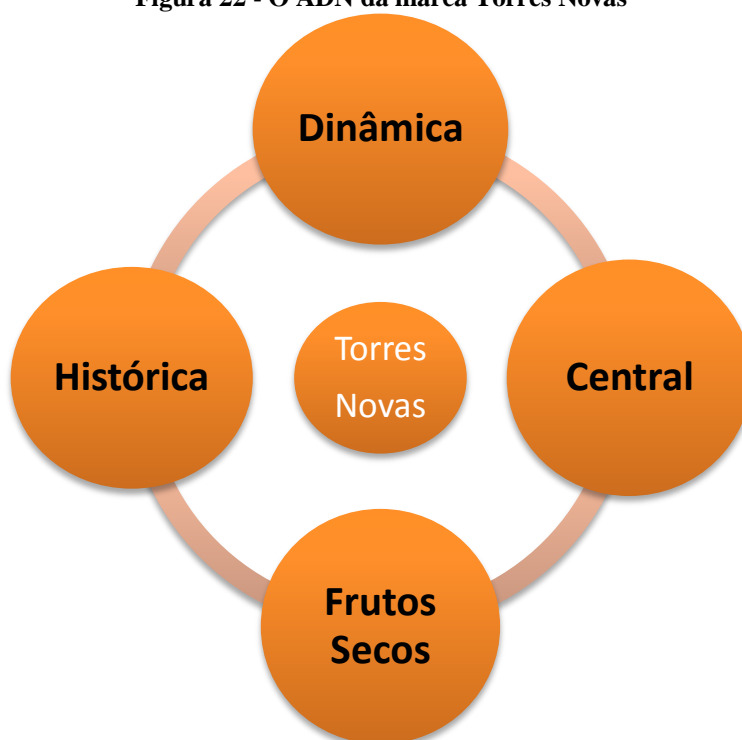 Figura 22 - O ADN da marca Torres Novas
Dinâmica
Histórica
Torres
Novas
Central
Frutos
Secos